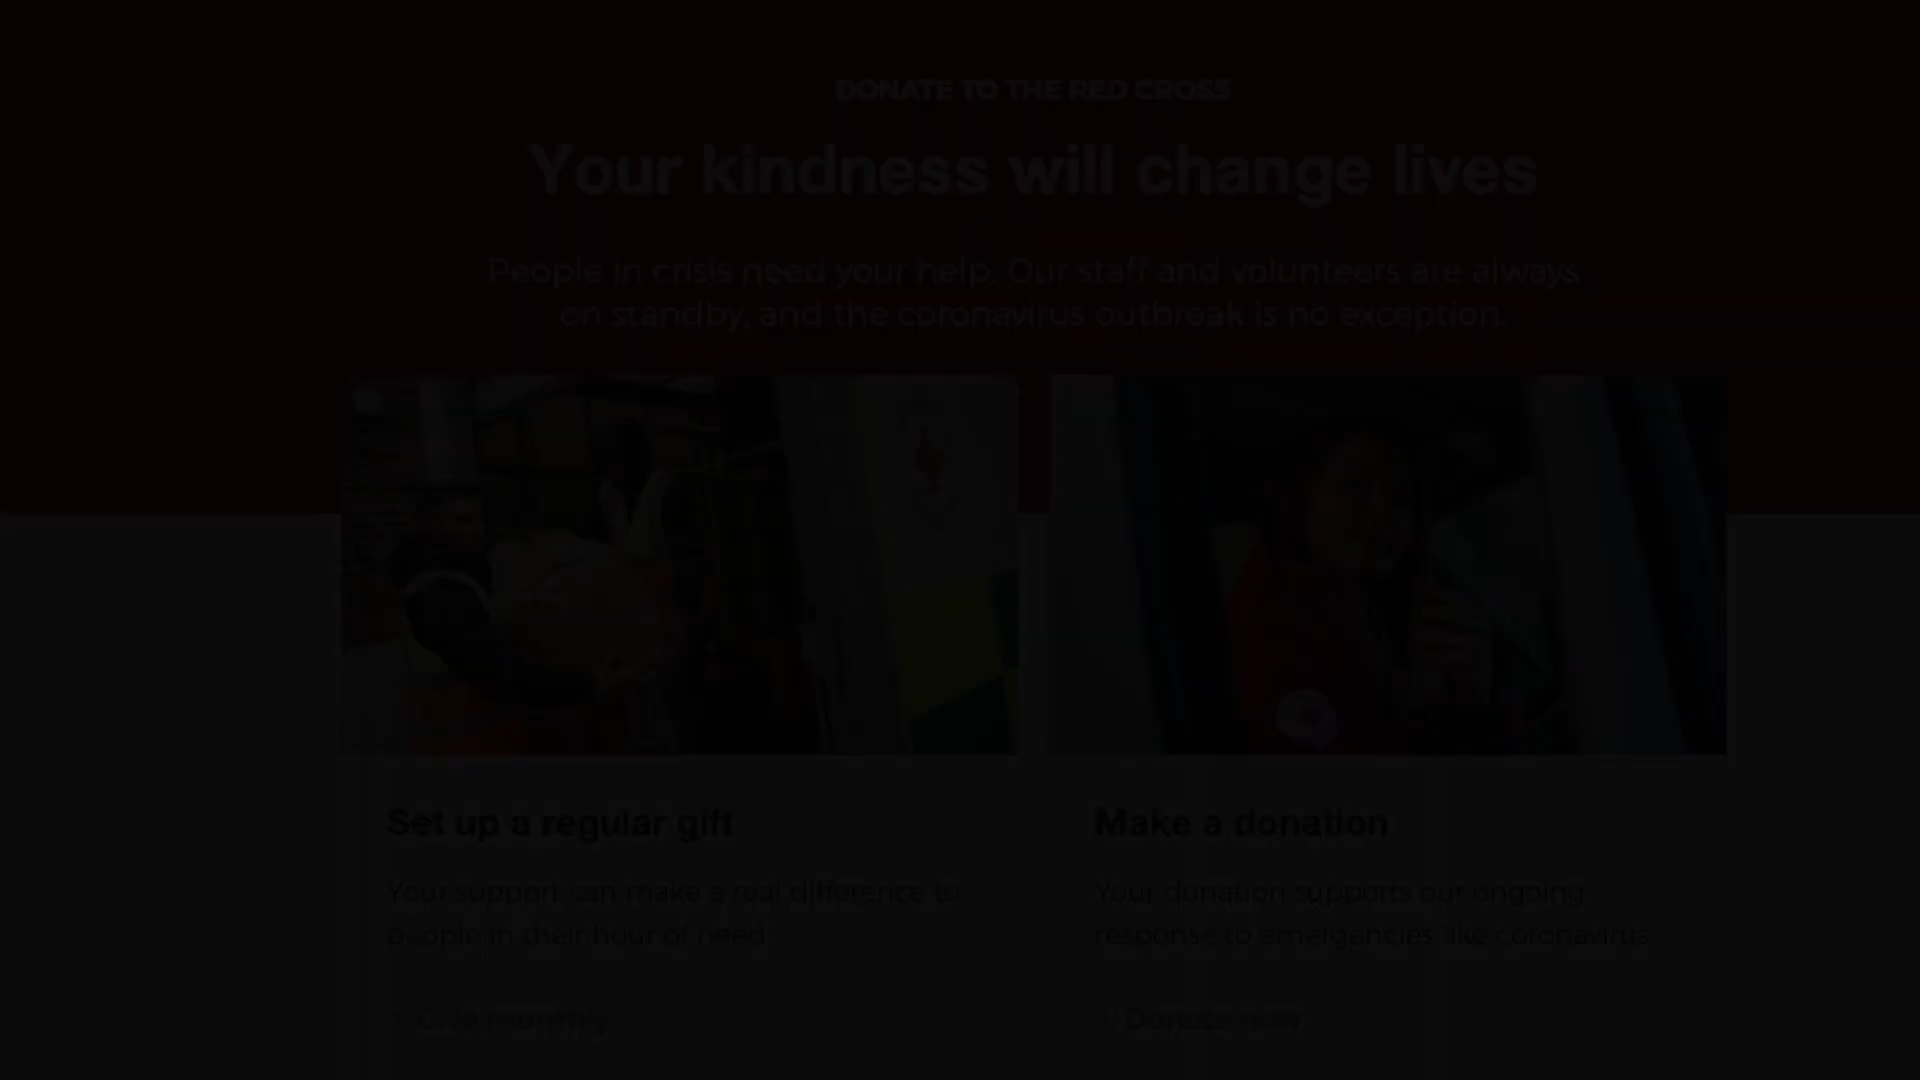 DONATE TO THE RED CROSS
Your kindness will change lives
People in crisis need your help. Our staff and volunteers are always
on standby, and the coronavirus outbreak is no exception.
Set up a regular gift
Make a donation
Your support can make a real difference to
people in their hour of need
Your donation supports our ongoing
response to emergencies like coronavirus
Give monthly
Donate now